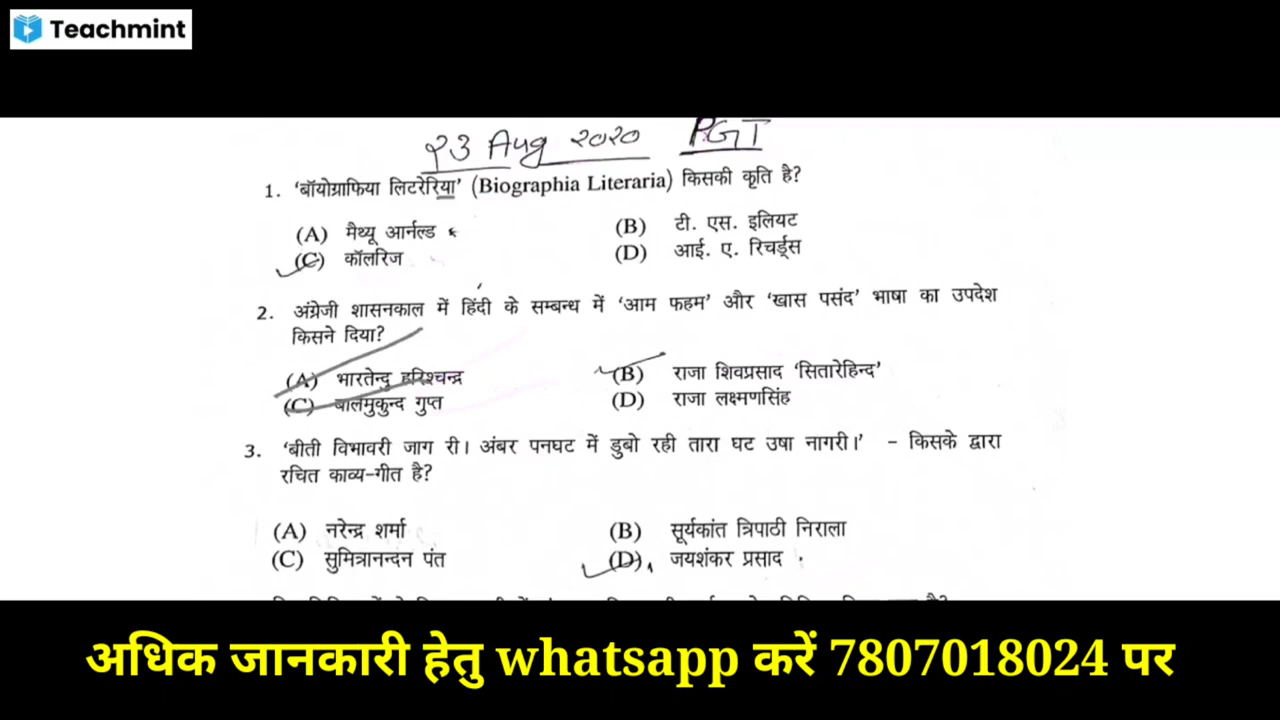 Teachmint
२३ Aug २०२० PGT
1. 'बॉयोग्राफिया लिटरेरिया' (Biographia Literaria) किसकी कृति है?
(A) मैथ्यू आर्नल्ड (B) टी. एस. इलियट
(C) कॉलरिज (D) आई. ए. रिचर्ड्स
2. अंग्रेजी शासनकाल में हिंदी के सम्बन्ध में 'आम फहम' और 'खास पसंद' भाषा का उपदेश
किसने दिया?
(A) भारतेन्दु हरिश्चन्द्र (B) राजा शिवप्रसाद 'सितारेहिन्द'
(C) बालमुकुन्द गुप्त (D) राजा लक्ष्मणसिंह
3. 'बीती विभावरी जाग री। अंबर पनघट में डुबो रही तारा घट उषा नागरी।' - किसके द्वारा
रचित काव्य-गीत है?
(A) नरेन्द्र शर्मा (B) सूर्यकांत त्रिपाठी निराला
(C) सुमित्रानन्दन पंत (D) जयशंकर प्रसाद
अधिक जानकारी हेतु whatsapp करें 7807018024 पर